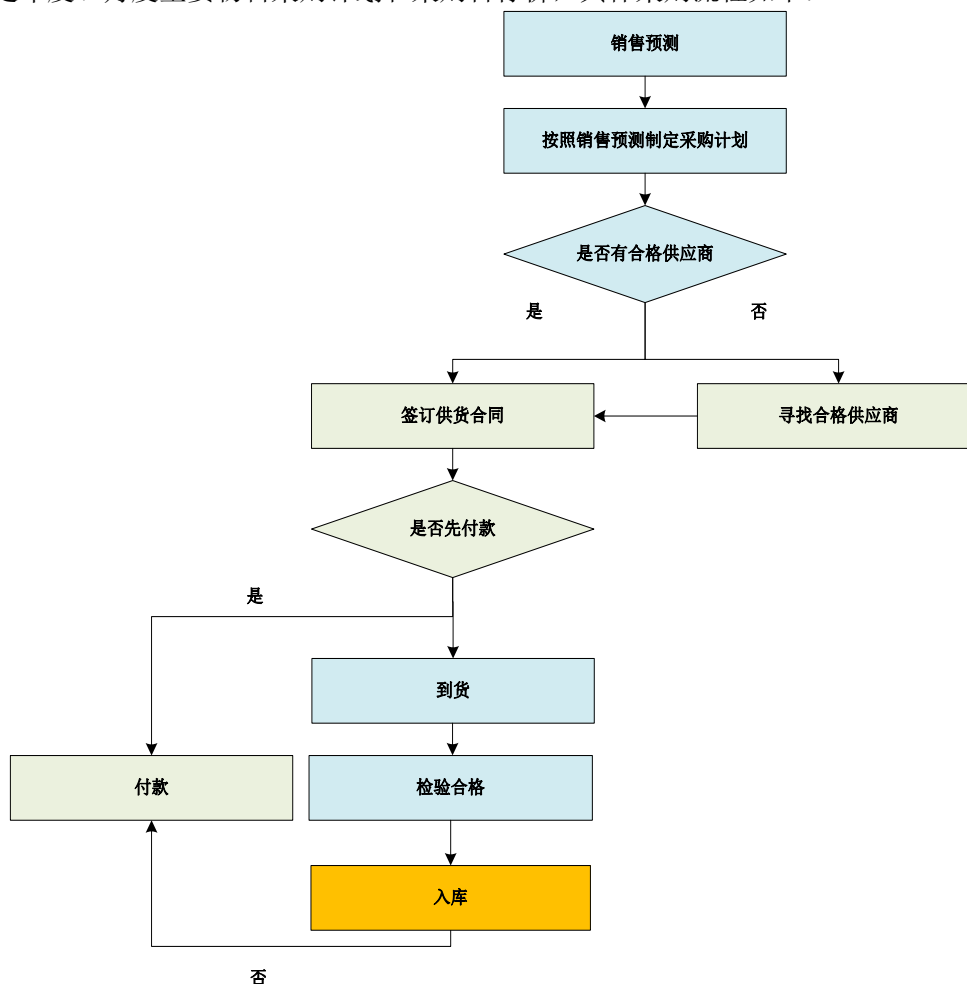 销售预测
按照销售预测制定采购计划
是否有合格供应商
是
否
签订供货合同
寻找合格供应商
是否先付款
是
到货
付款
检验合格
入库
否